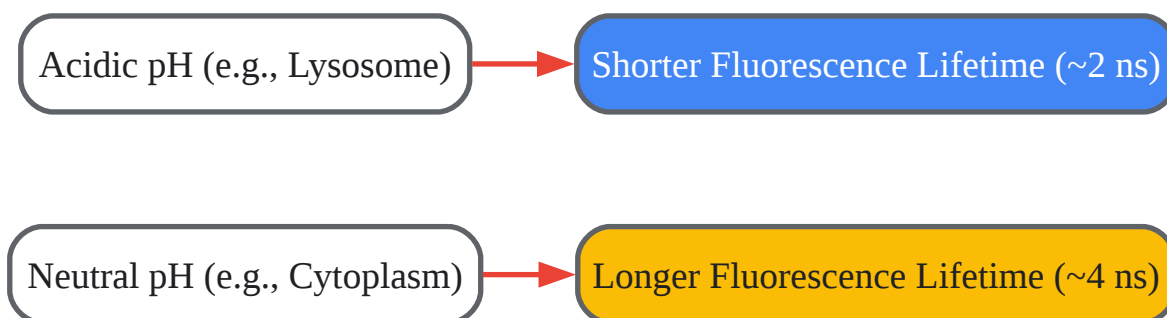 Acidic pH (e.g., Lysosome)
Shorter Fluorescence Lifetime (~2 ns)
Neutral pH (e.g., Cytoplasm)
Longer Fluorescence Lifetime (~4 ns)